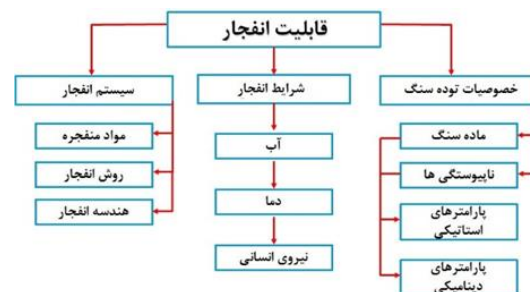 قابلیت انفجار
خصوصیات توده سنگ
ماده سنگ
ناپیوستگی ها
پارامترهای
استاتیکی
پارامترهای
دینامیکی
شرایط انفجار
آب
دما
نیروی انسانی
سیستم انفجار
مواد منفجره
روش انفجار
هندسه انفجار